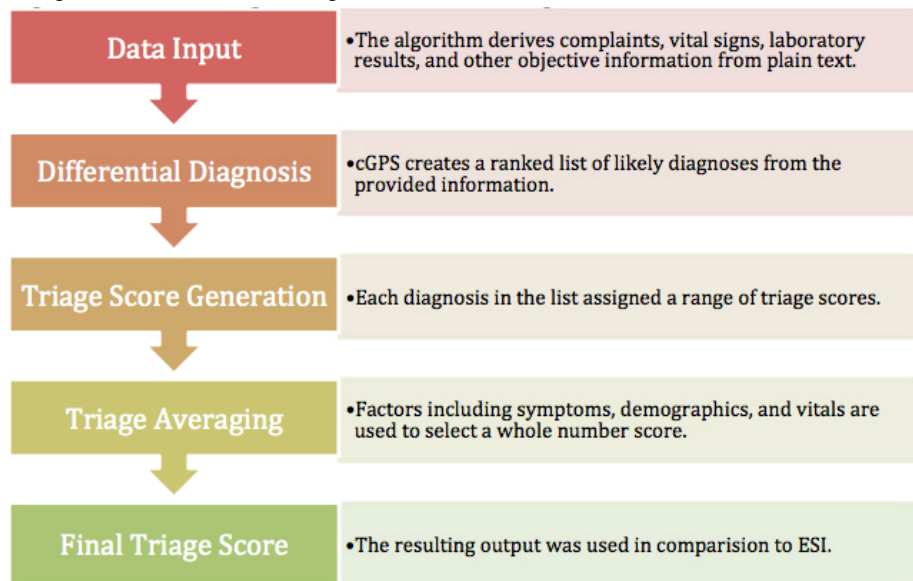 Data Input
•The algorithm derives complaints, vital signs, laboratory
results, and other objective information from plain text.
Differential Diagnosis
•cGPS creates a ranked list of likely diagnoses from the
provided information.
Triage Score Generation
•Each diagnosis in the list assigned a range of triage scores.
Triage Averaging
•Factors including symptoms, demographics, and vitals are
used to select a whole number score.
Final Triage Score
•The resulting output was used in comparision to ESI.